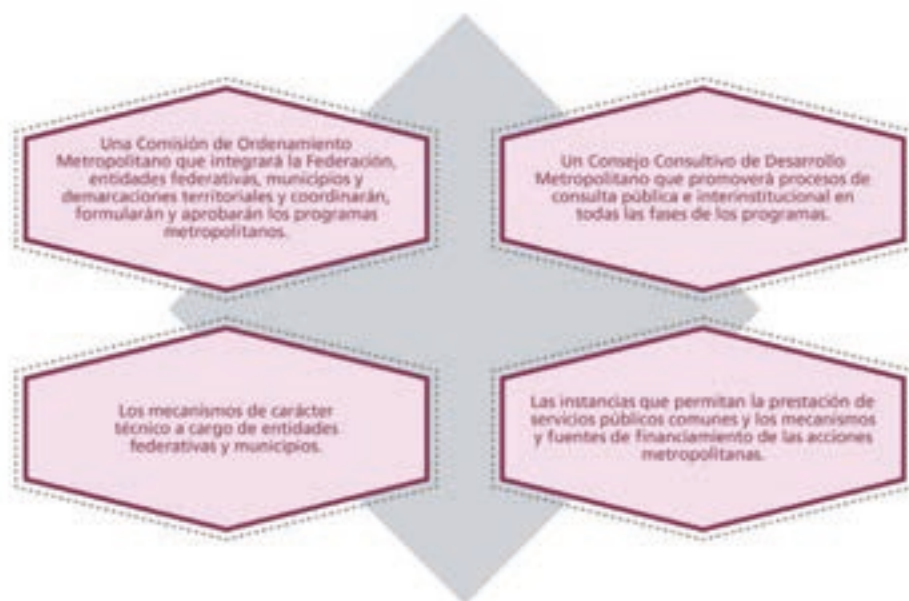 Una Comisión de Ordenamiento
Metropolitano que integrará la Federación,
entidades federativas, municipios y
demarcaciones territoriales y coordinarán,
formularán y aprobarán los programas
metropolitanos.
Un Consejo Consultivo de Desarrollo
Metropolitano que promoverá procesos de
consulta pública e interinstitucional en
todas las fases de los programas.
Los mecanismos de carácter
técnico a cargo de entidades
federativas y municipios.
Las instancias que permitan la prestación de
servicios públicos comunes y los mecanismos
y fuentes de financiamiento de las acciones
metropolitanas.